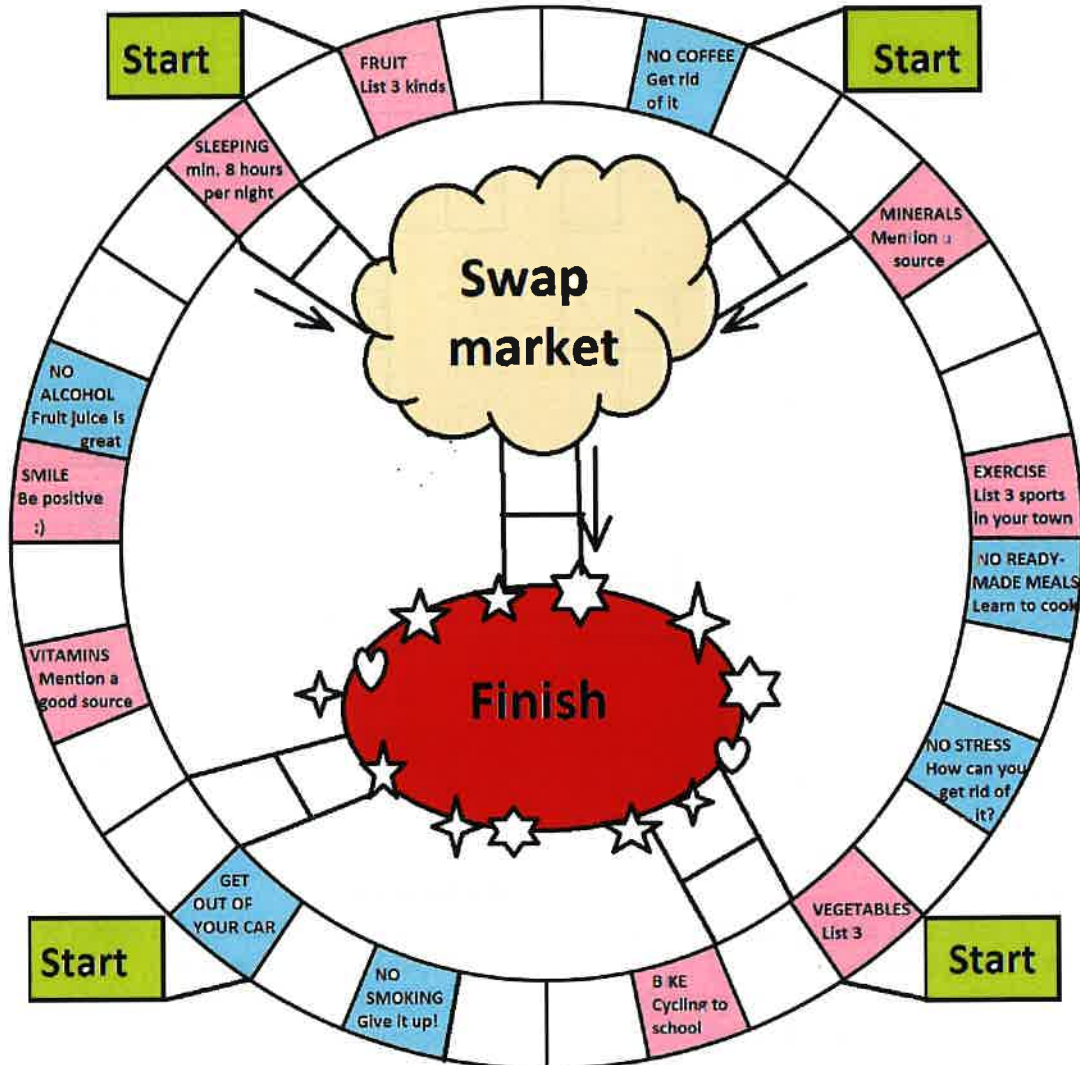 Start
Start
FRUIT
List 3 kinds
NO COFFEE
Get rid
of it
SLEEPING
min. 8 hours
per night
MINERALS
Mention a
source
Swap
market
NO
ALCOHOL
Fruit juice is
great
SMILE
Be positive
:)
EXERCISE
List 3 sports
in your town
NO READY-
MADE MEALS
Learn to cook
VITAMINS
Mention a
good source
Finish
NO STRESS
How can you
get rid of
it?
GET
OUT OF
YOUR CAR
VEGETABLES
List 3
NO
SMOKING
Give it up!
B KE
Cycling to
school
Start
Start